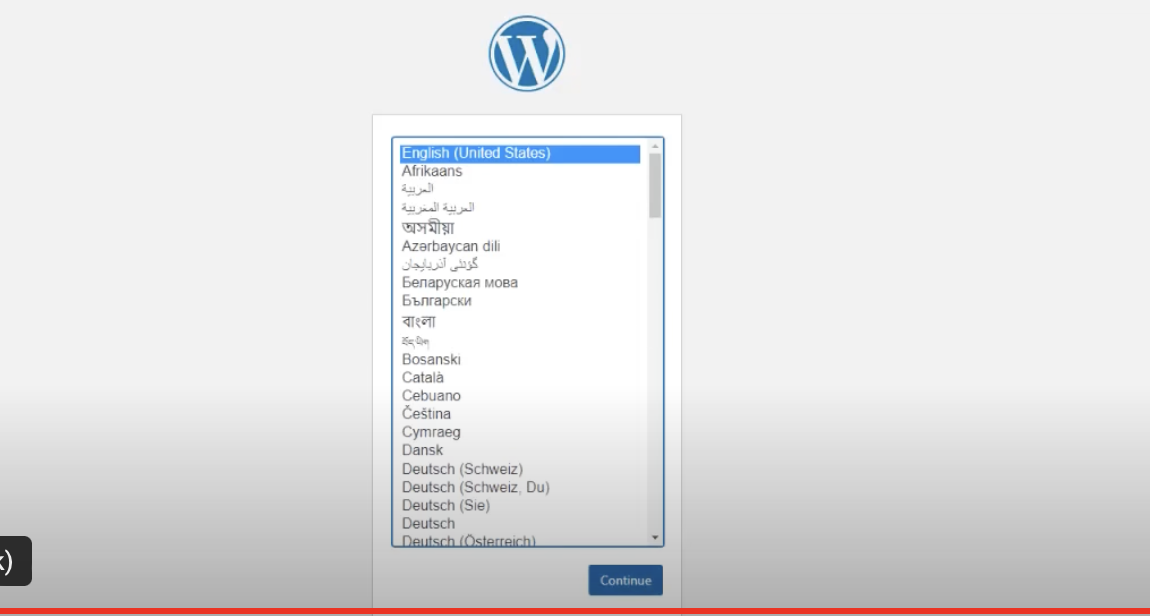 English (United States)
Afrikaans
العربية
العربية المغربية
অসমীয়া
Azərbaycan dili
گؤنئی آذربایجان
Беларуская мова
Български
বাংলা
རྫོང་ཁ
Bosanski
Català
Cebuano
Čeština
Cymraeg
Dansk
Deutsch (Schweiz)
Deutsch (Schweiz, Du)
Deutsch (Sie)
Deutsch
Deutsch (Österreich)
Continue